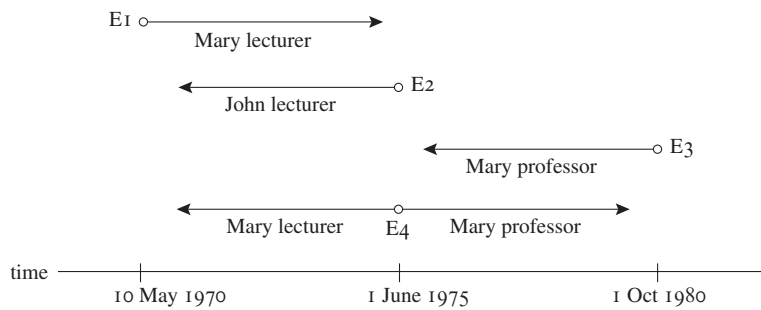 E1
Mary lecturer
E2
John lecturer
E3
Mary professor
Mary lecturer E4 Mary professor
time
10 May 1970 1 June 1975 1 Oct 1980